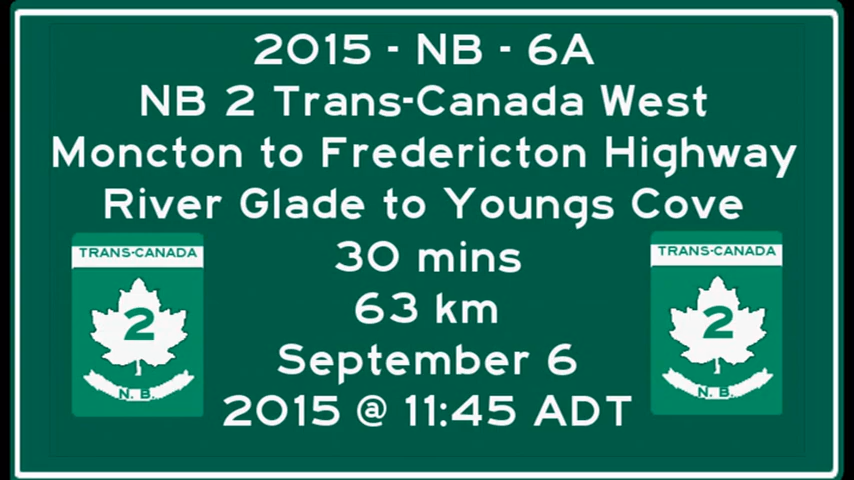 2015 - NB - 6A
NB 2 Trans-Canada West
Moncton to Fredericton Highway
River Glade to Youngs Cove
30 mins
63 km
September 6
2015 @ 11:45 ADT
TRANS-CANADA
2
N. B.
TRANS-CANADA
2
N. B.